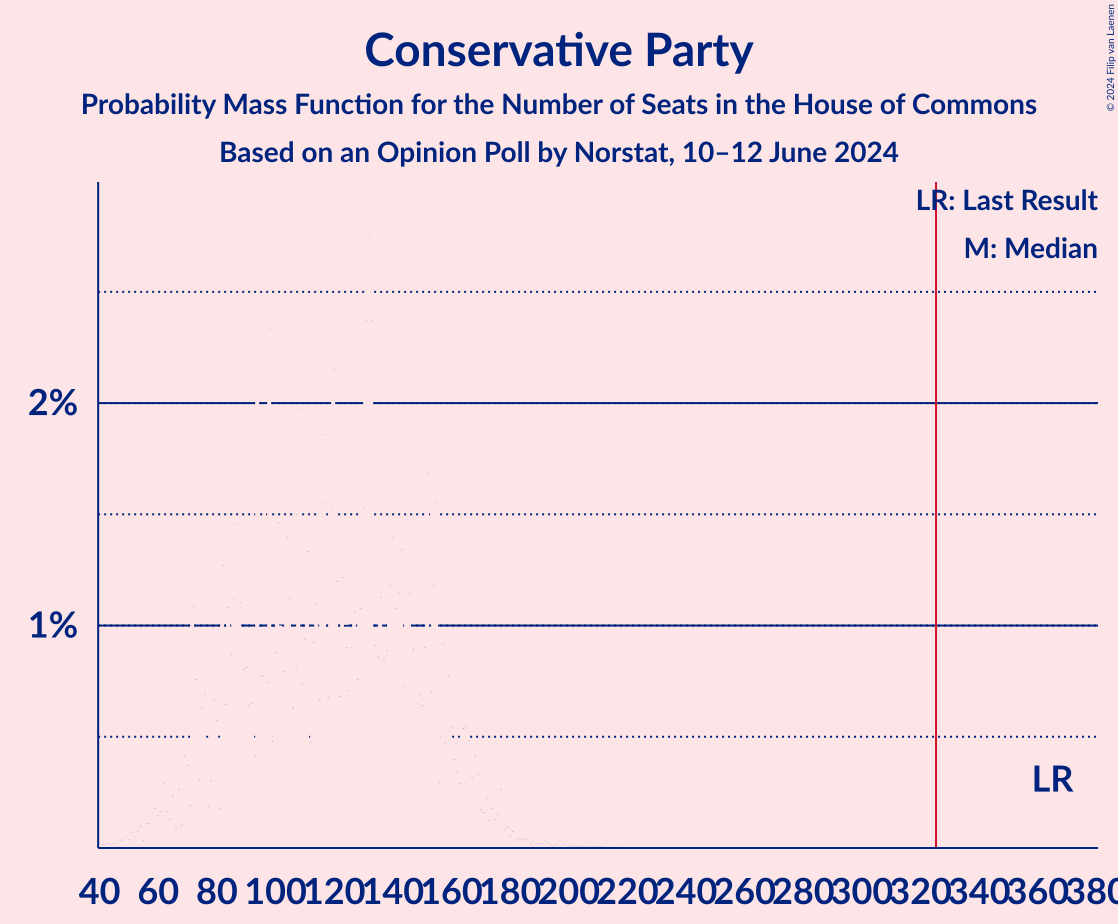 Conservative Party
Probability Mass Function for the Number of Seats in the House of Commons
Based on an Opinion Poll by Norstat, 10–12 June 2024
© 2024 Filip van Laenen
LR: Last Result
M: Median
2%
1%
LR
40 60 80 100 120 140 160 180 200 220 240 260 280 300 320 340 360 380